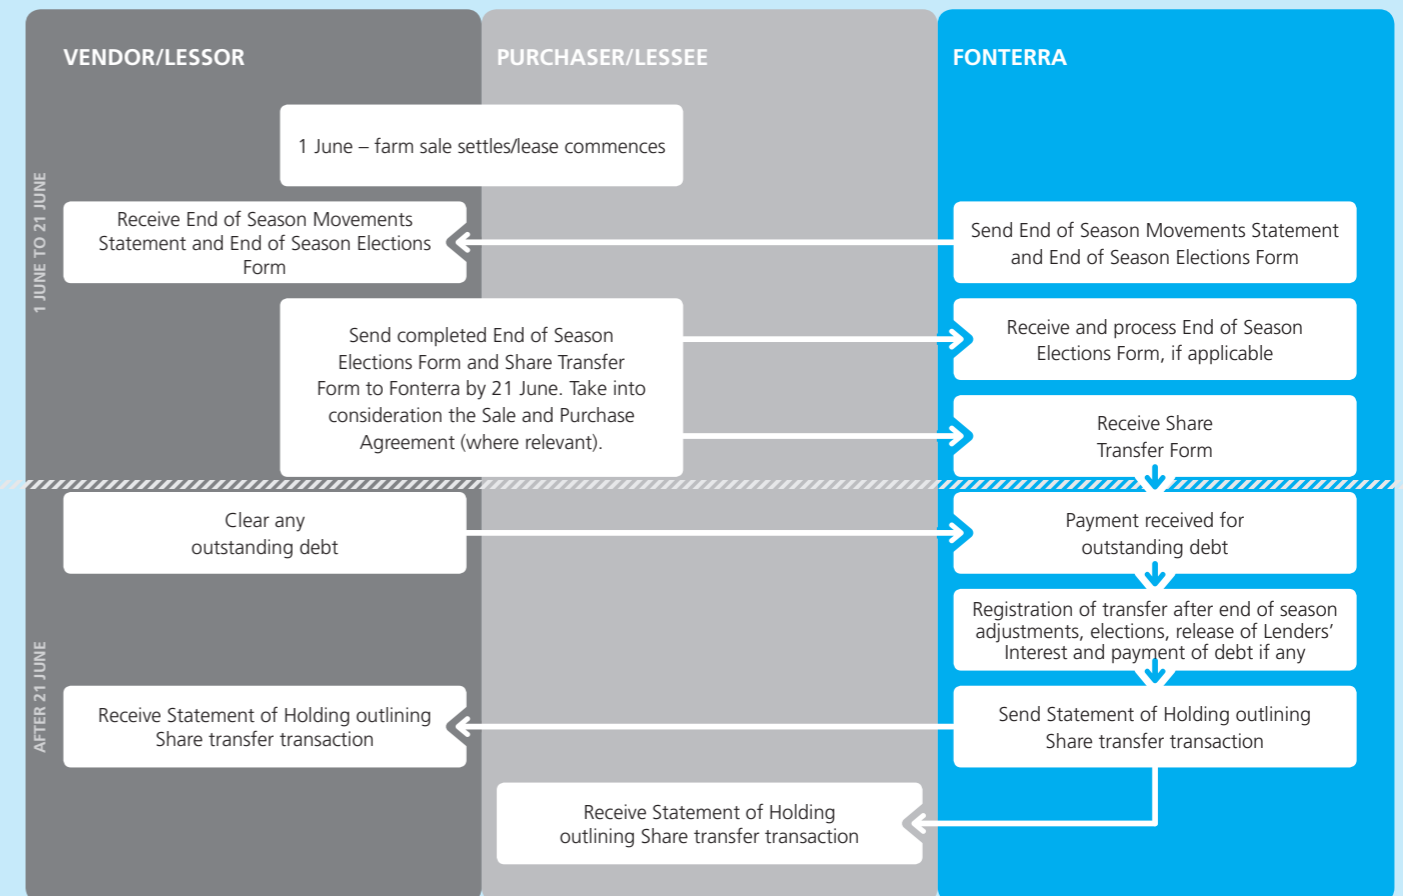 VENDOR/LESSOR
PURCHASER/LESSEE
FONTERRA
1 JUNE TO 21 JUNE
1 June – farm sale settles/lease commences
Receive End of Season Movements
Statement and End of Season Elections
Form
Send End of Season Movements Statement
and End of Season Elections Form
Send completed End of Season
Elections Form and Share Transfer
Form to Fonterra by 21 June. Take into
consideration the Sale and Purchase
Agreement (where relevant).
Receive and process End of Season
Elections Form, if applicable
Receive Share
Transfer Form
AFTER 21 JUNE
Clear any
outstanding debt
Payment received for
outstanding debt
Registration of transfer after end of season
adjustments, elections, release of Lenders’
Interest and payment of debt if any
Receive Statement of Holding outlining
Share transfer transaction
Send Statement of Holding outlining
Share transfer transaction
Receive Statement of Holding
outlining Share transfer transaction